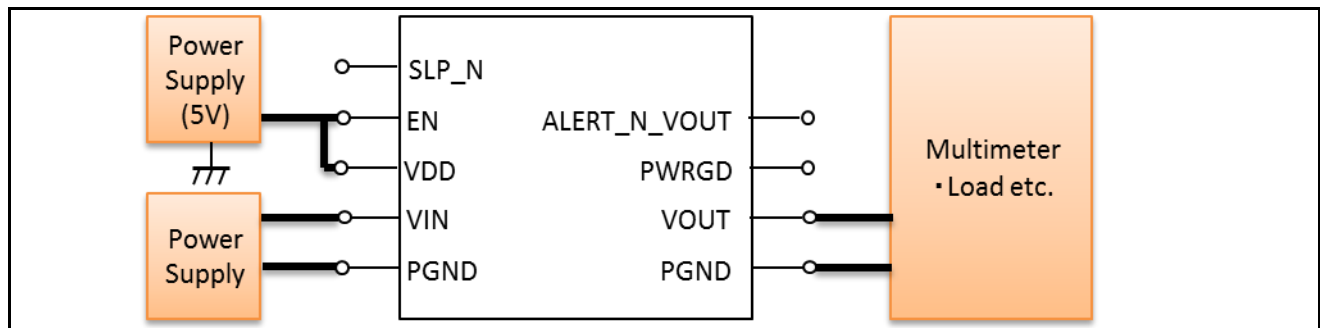 Power
Supply
(5V)
Power
Supply
SLP_N
EN
VDD
VIN
PGND
ALERT_N_VOUT
PWRGD
VOUT
PGND
Multimeter
・Load etc.